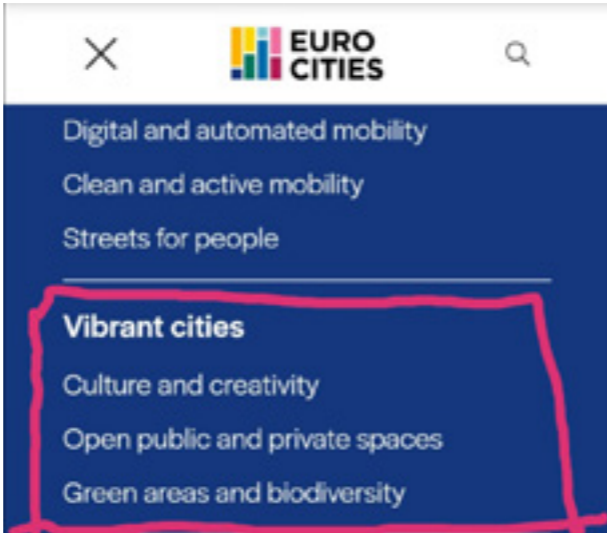 EURO
CITIES
Digital and automated mobility
Clean and active mobility
Streets for people
Vibrant cities
Culture and creativity
Open public and private spaces
Green areas and biodiversity